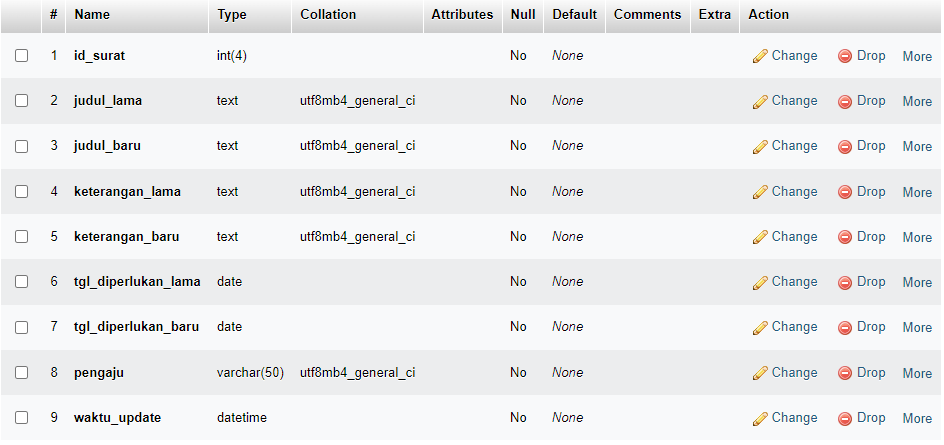 # Name Type Collation Attributes Null Default Comments Extra Action
1 id_surat int(4) No None Change Drop More
2 judul_lama text utf8mb4_general_ci No None Change Drop More
3 judul_baru text utf8mb4_general_ci No None Change Drop More
4 keterangan_lama text utf8mb4_general_ci No None Change Drop More
5 keterangan_baru text utf8mb4_general_ci No None Change Drop More
6 tgl_diperlukan_lama date No None Change Drop More
7 tgl_diperlukan_baru date No None Change Drop More
8 pengaju varchar(50) utf8mb4_general_ci No None Change Drop More
9 waktu_update datetime No None Change Drop More